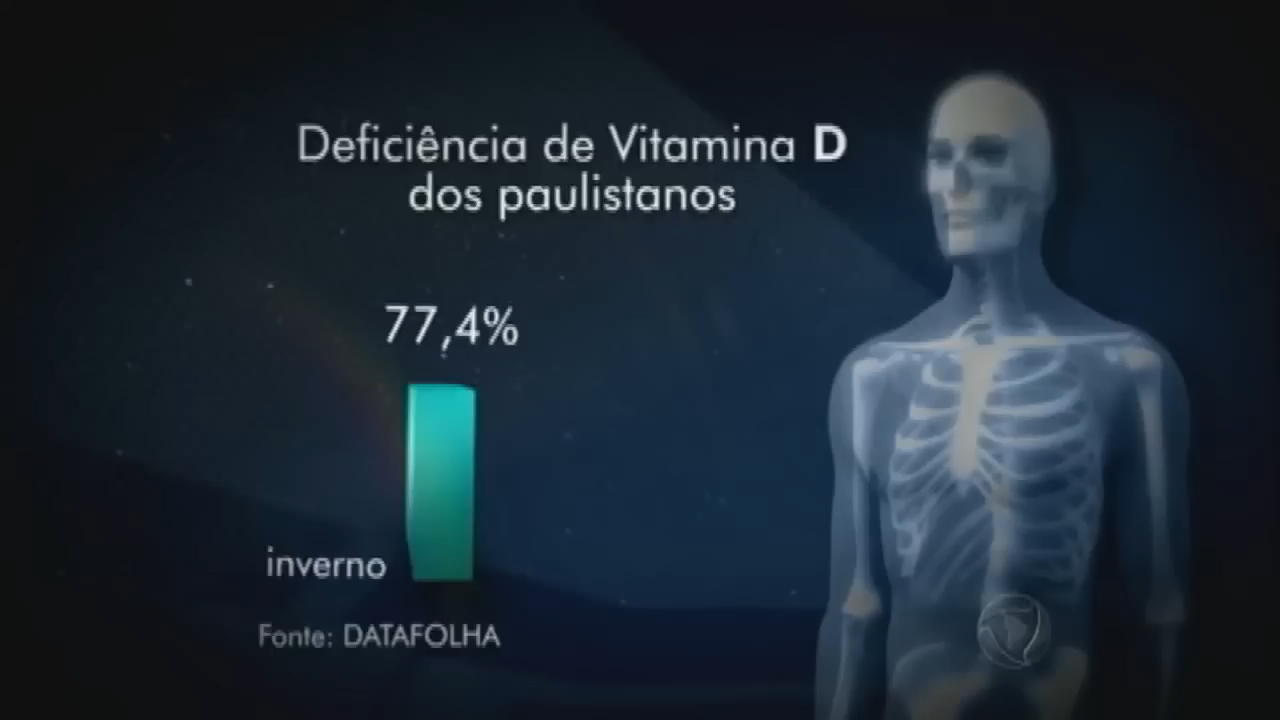 Deficiência de Vitamina D
dos paulistanos
77,4%
inverno
Fonte: DATAFOLHA